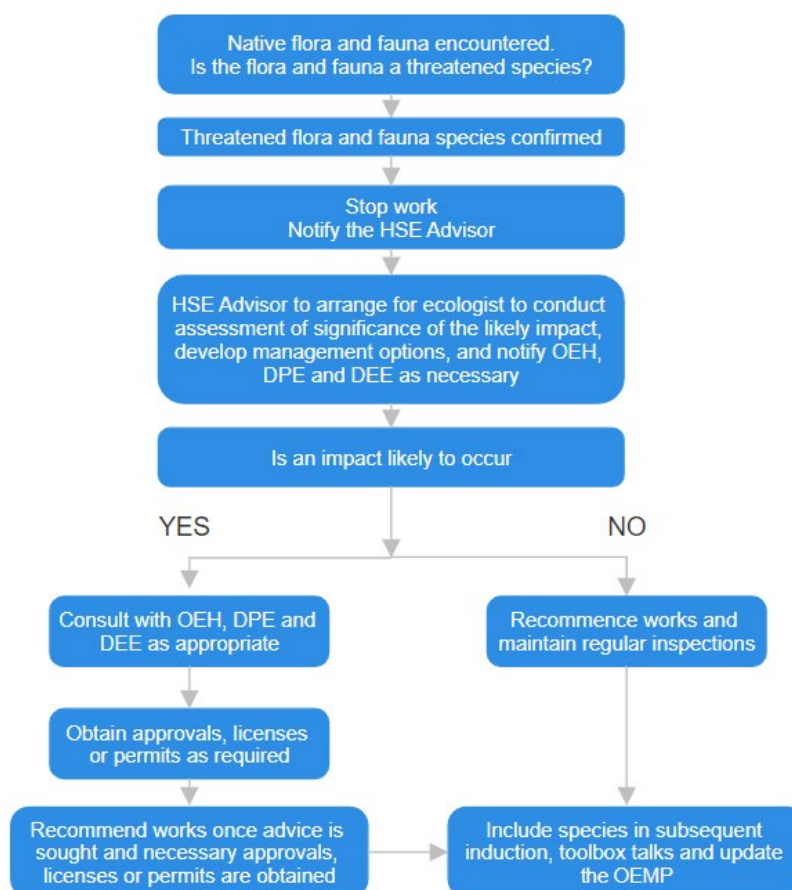 Native flora and fauna encountered.
Is the flora and fauna a threatened species?
Threatened flora and fauna species confirmed
Stop work
Notify the HSE Advisor
HSE Advisor to arrange for ecologist to conduct
assessment of significance of the likely impact,
develop management options, and notify OEH,
DPE and DEE as necessary
Is an impact likely to occur
YES
NO
Consult with OEH, DPE and
DEE as appropriate
Recommence works and
maintain regular inspections
Obtain approvals, licenses
or permits as required
Recommend works once advice is
sought and necessary approvals,
licenses or permits are obtained
Include species in subsequent
induction, toolbox talks and update
the OEMP